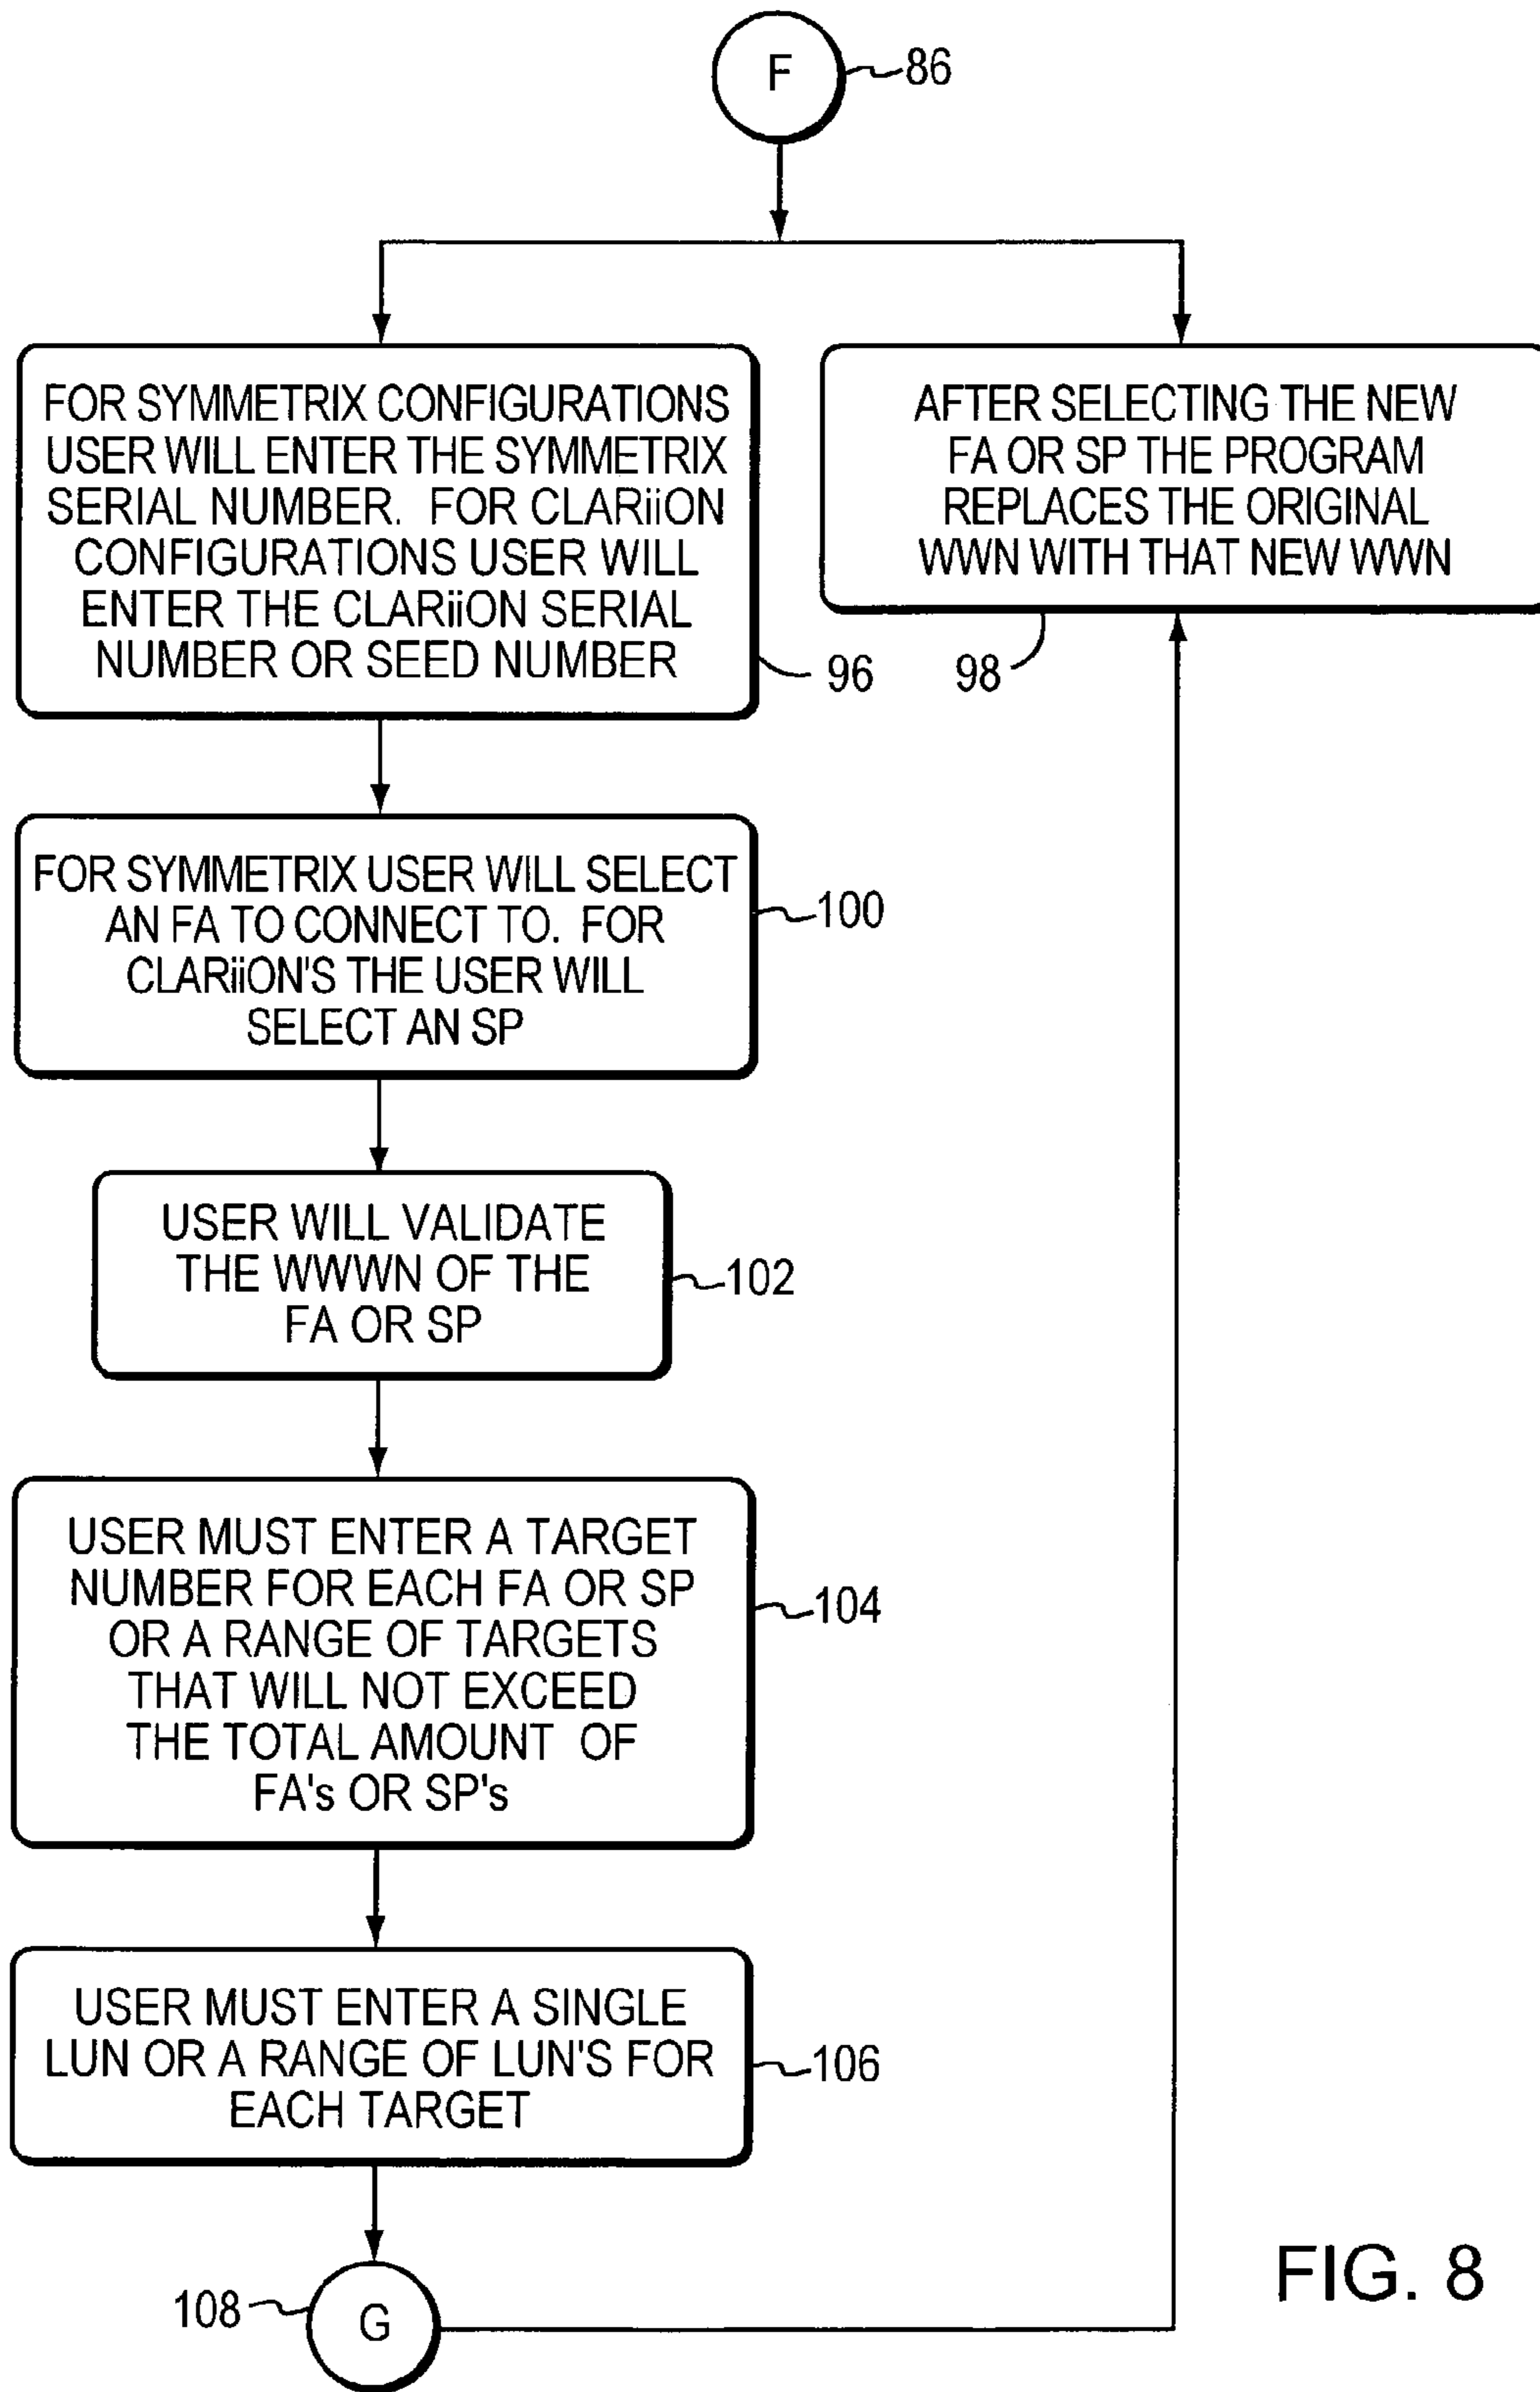 F
86
FOR SYMMETRIX CONFIGURATIONS
USER WILL ENTER THE SYMMETRIX
SERIAL NUMBER. FOR CLARiiON
CONFIGURATIONS USER WILL
ENTER THE CLARiiON SERIAL
NUMBER OR SEED NUMBER
96
AFTER SELECTING THE NEW
FA OR SP THE PROGRAM
REPLACES THE ORIGINAL
WWN WITH THAT NEW WWN
98
FOR SYMMETRIX USER WILL SELECT
AN FA TO CONNECT TO. FOR
CLARiiON'S THE USER WILL
SELECT AN SP
100
USER WILL VALIDATE
THE WWWN OF THE
FA OR SP
102
USER MUST ENTER A TARGET
NUMBER FOR EACH FA OR SP
OR A RANGE OF TARGETS
THAT WILL NOT EXCEED
THE TOTAL AMOUNT OF
FA's OR SP's
104
USER MUST ENTER A SINGLE
LUN OR A RANGE OF LUN'S FOR
EACH TARGET
106
108
G
FIG. 8